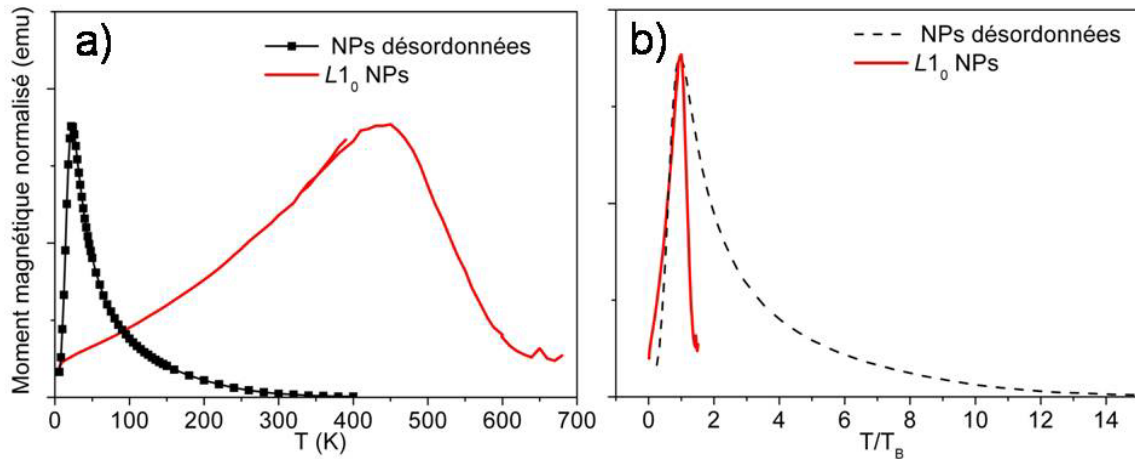 a)
NPs désordonnées
L1₀ NPs
Moment magnétique normalisé (emu)
0 100 200 300 400 500 600 700
T (K)
b)
NPs désordonnées
L1₀ NPs
0 2 4 6 8 10 12 14
T/T_B